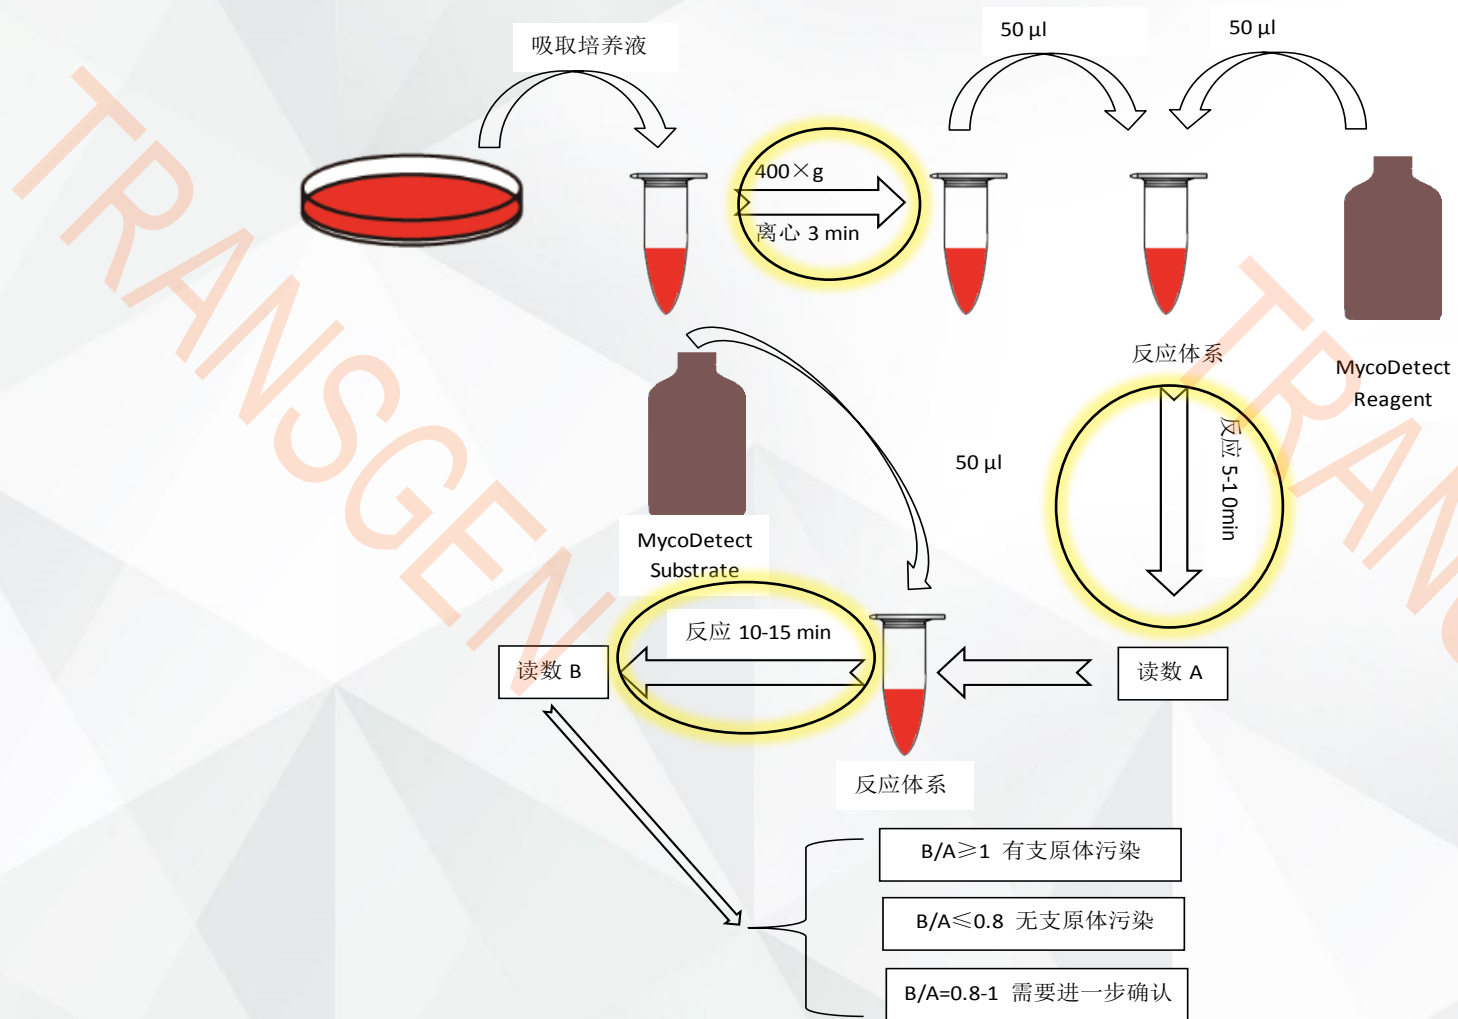 吸取培养液
50 μl
50 μl
400×g
离心 3 min
反应体系
MycoDetect
Reagent
反应 5-10min
50 μl
MycoDetect
Substrate
反应 10-15 min
读数 B
读数 A
反应体系
B/A≥1 有支原体污染
B/A≤0.8 无支原体污染
B/A=0.8-1 需要进一步确认
TRANSGEN
TRANSG